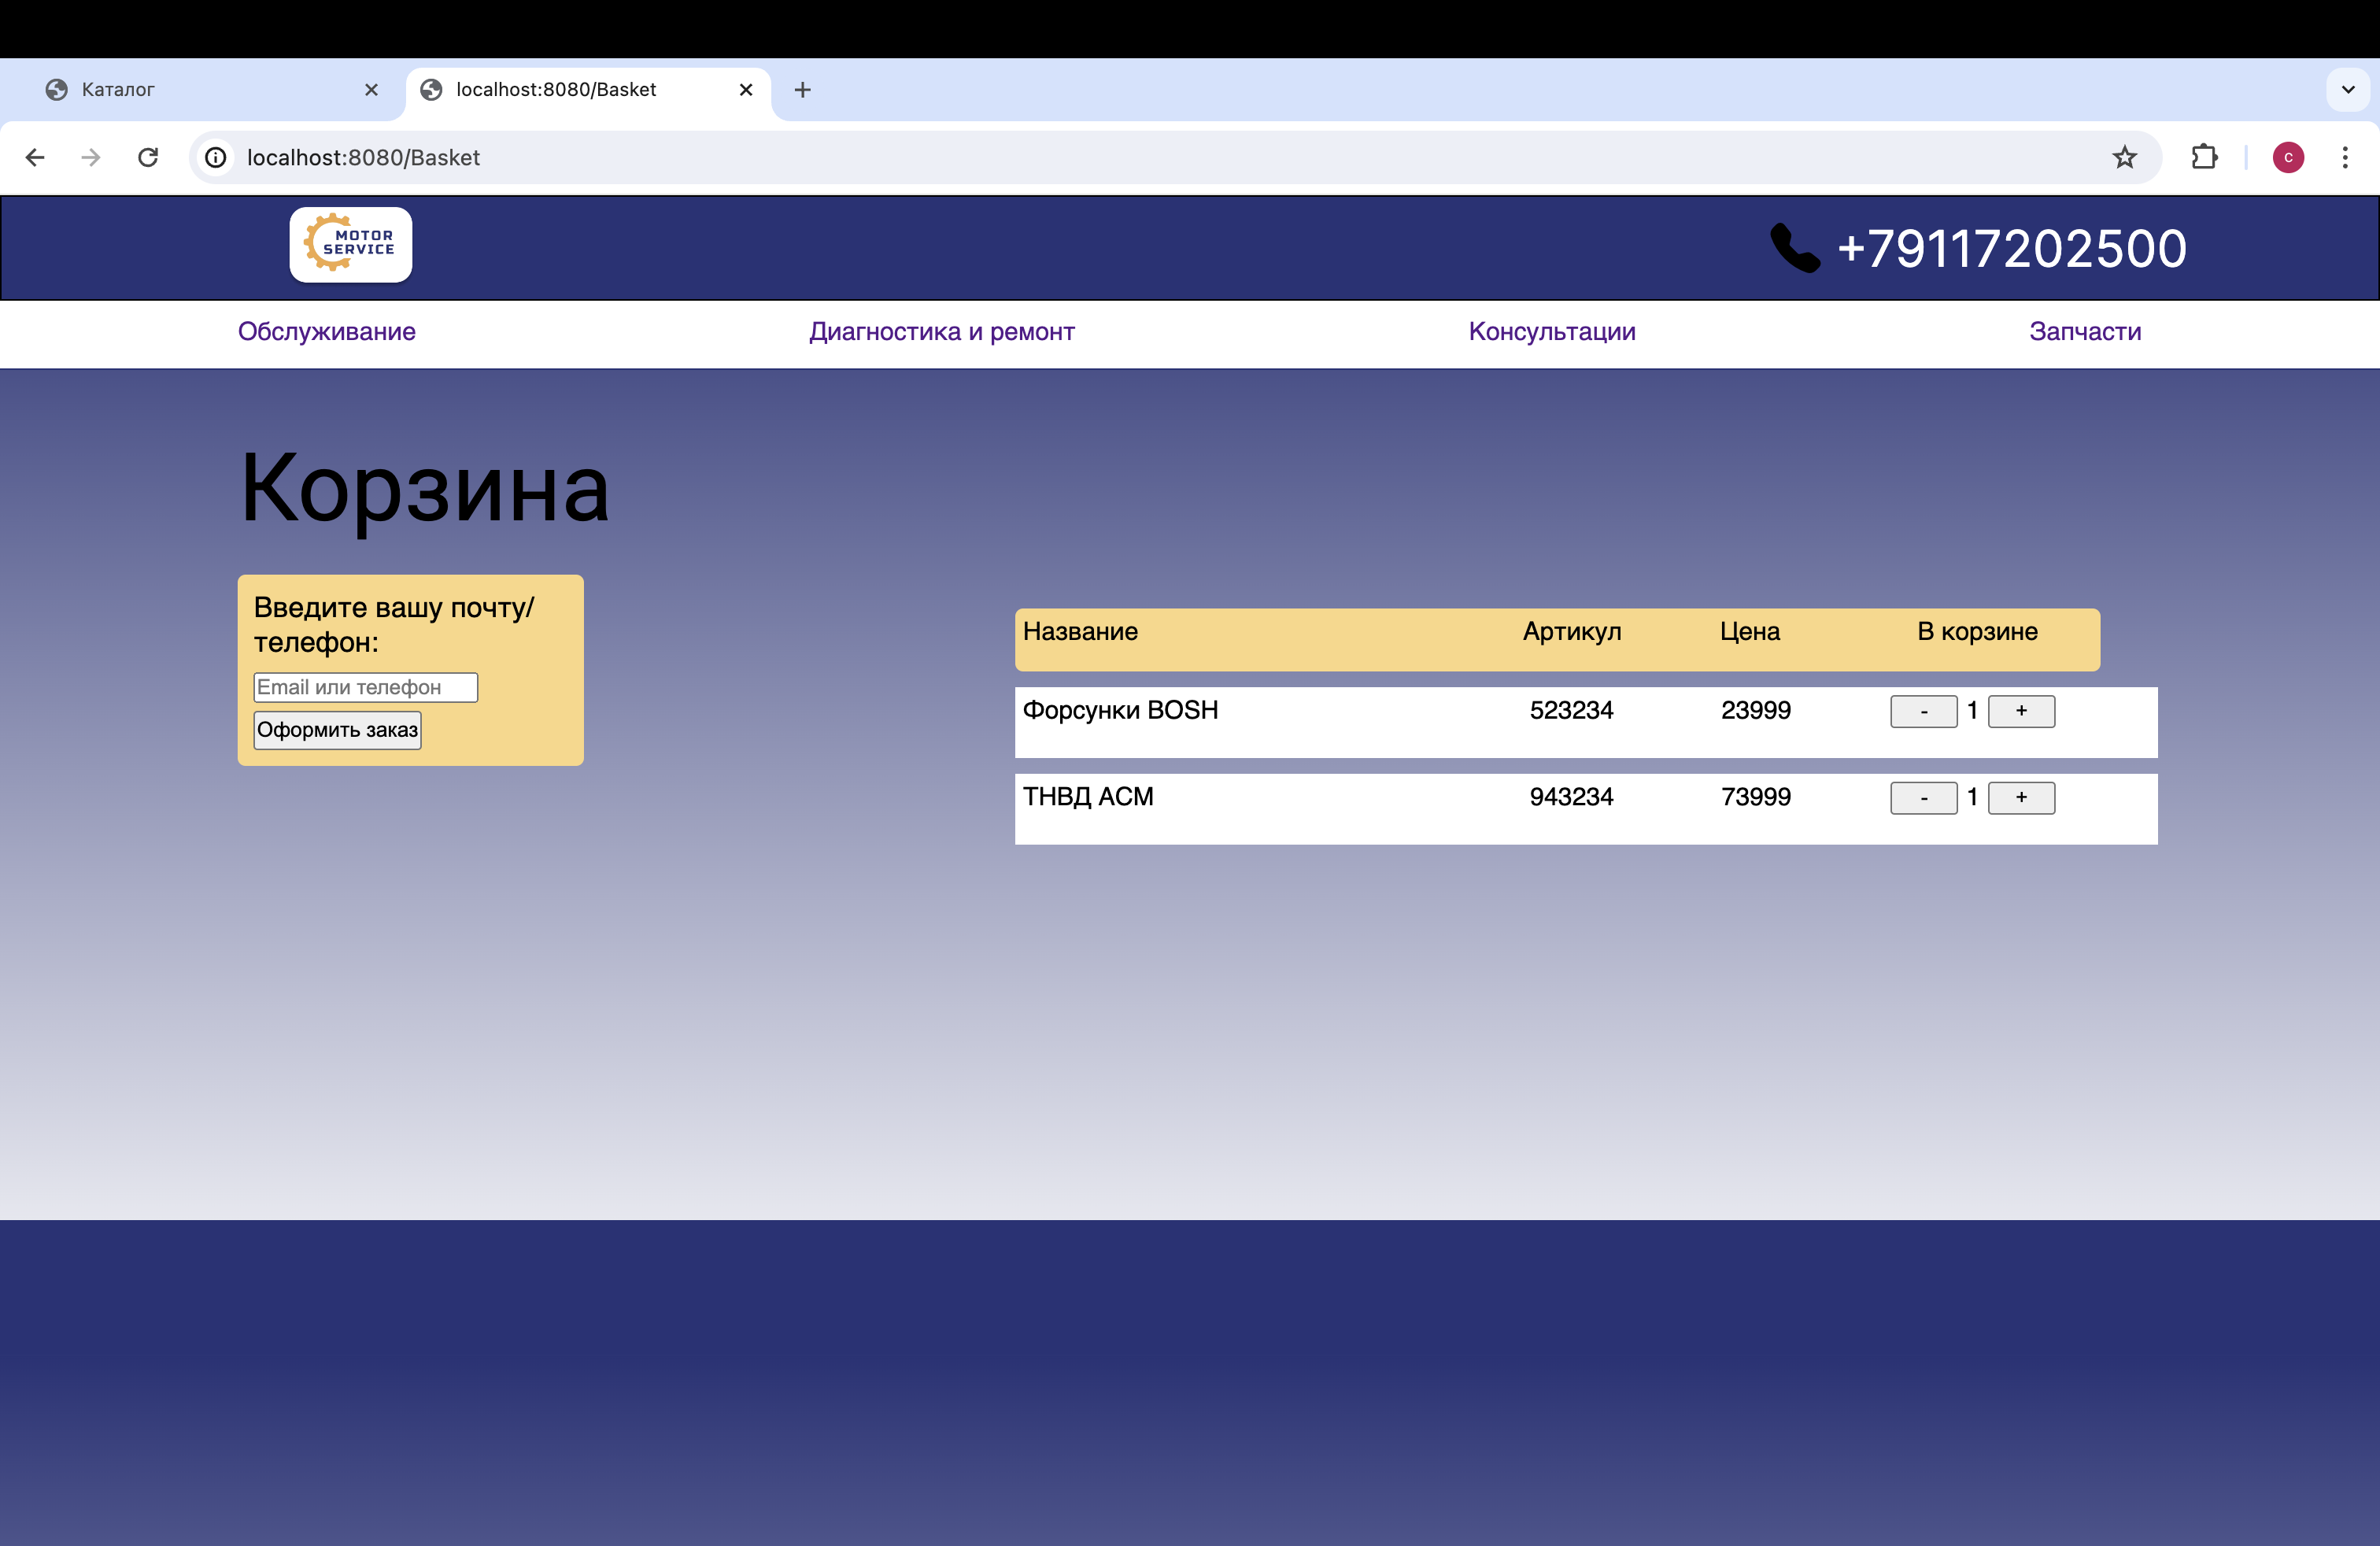 Каталог
localhost:8080/Basket
localhost:8080/Basket
C
MOTOR
SERVICE
+79117202500
Обслуживание Диагностика и ремонт Консультации Запчасти
Корзина
Введите вашу почту/
телефон:
Email или телефон
Оформить заказ
Название Артикул Цена В корзине
Форсунки BOSH 523234 23999 - 1 +
ТНВД АСМ 943234 73999 - 1 +